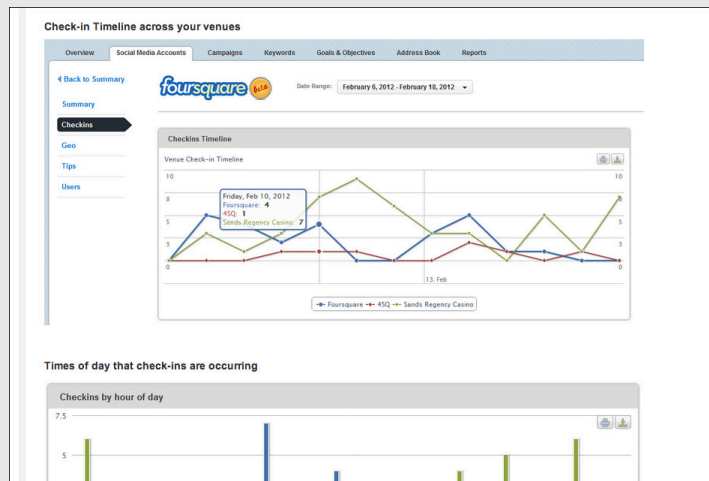 Check-in Timeline across your venues
Overview Social Media Accounts Campaigns Keywords Goals & Objectives Address Book Reports
Back to Summary
foursquare beta
Date Range: February 6, 2012 - February 18, 2012
Summary
Checkins
Geo
Tips
Users
Checkins Timeline
Venue Check-in Timeline
10 10
8 8
5 5
3 3
0 0
Friday, Feb 10, 2012
Foursquare: 4
4SQ: 1
Sands Regency Casino: 7
13. Feb
Foursquare 4SQ Sands Regency Casino
Times of day that check-ins are occurring
Checkins by hour of day
7.5
5